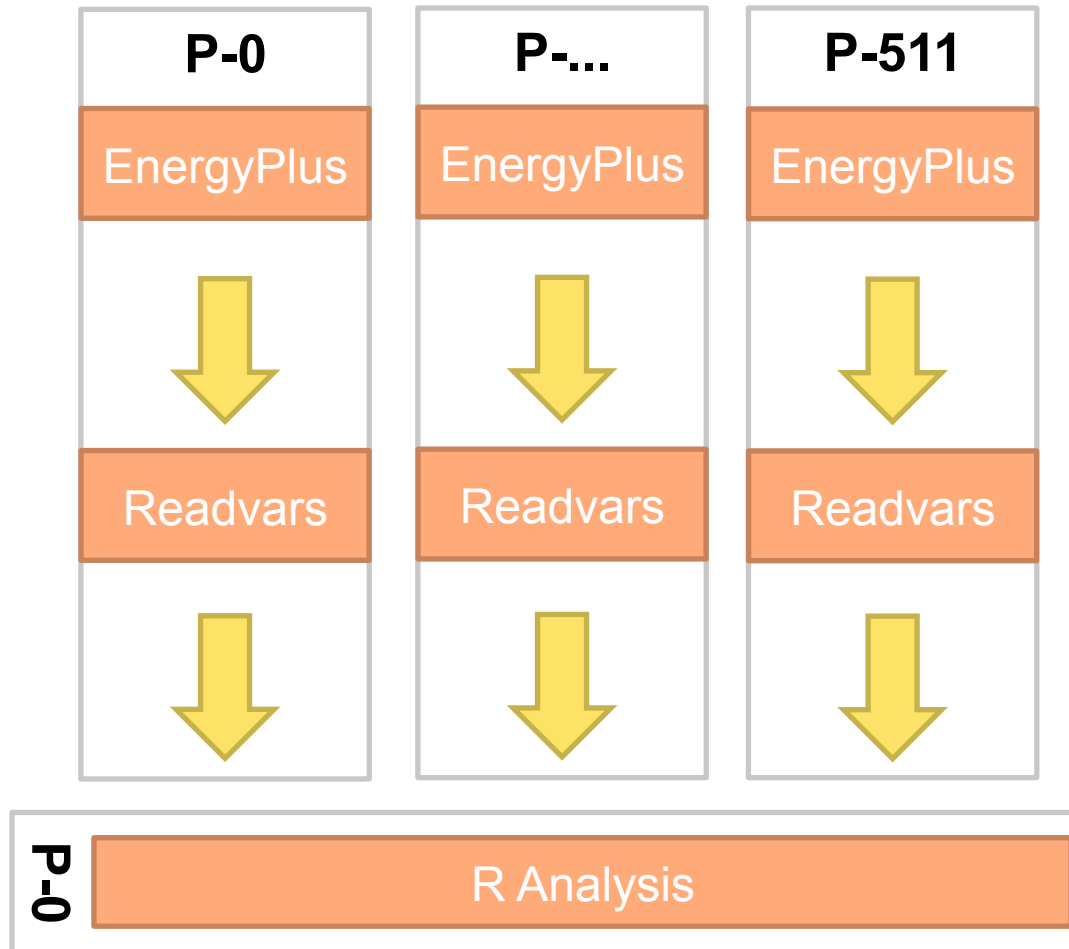 P-0
P-...
P-511
EnergyPlus
EnergyPlus
EnergyPlus
Readvars
Readvars
Readvars
P-0
R Analysis